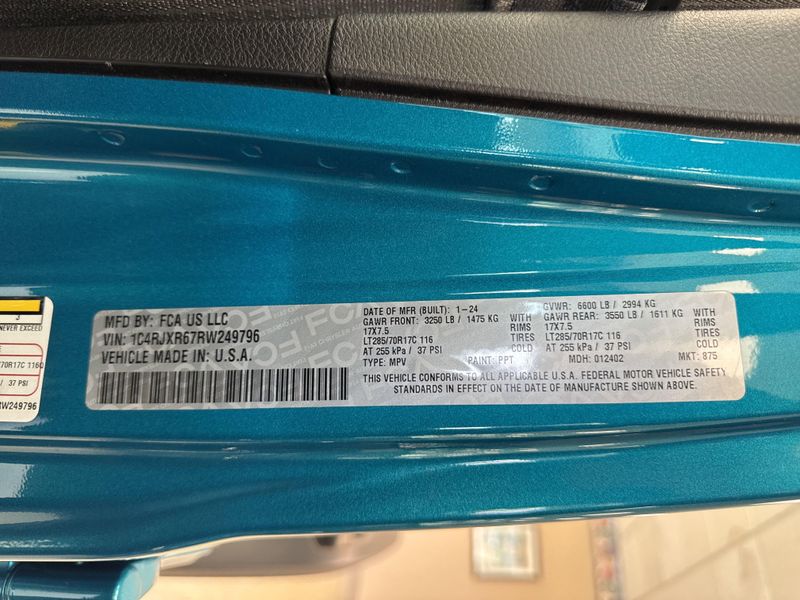 3
NEVER EXCEED
70R17C 116Q
/ 37 PSI
RW249796
MFD BY: FCA US LLC
VIN: 1C4RJXR67RW249796
VEHICLE MADE IN: U.S.A.
DATE OF MFR (BUILT): 1-24
GAWR FRONT: 3250 LB / 1475 KG WITH
17X7.5 RIMS
LT285/70R17C 116 TIRES
AT 255 kPa / 37 PSI COLD
TYPE: MPV PAINT: PPT
GVWR: 6600 LB / 2994 KG
GAWR REAR: 3550 LB / 1611 KG WITH
17X7.5 RIMS
LT285/70R17C 116 TIRES
AT 255 kPa / 37 PSI COLD
MDH: 012402 MKT: 875
THIS VEHICLE CONFORMS TO ALL APPLICABLE U.S.A. FEDERAL MOTOR VEHICLE SAFETY
STANDARDS IN EFFECT ON THE DATE OF MANUFACTURE SHOWN ABOVE.